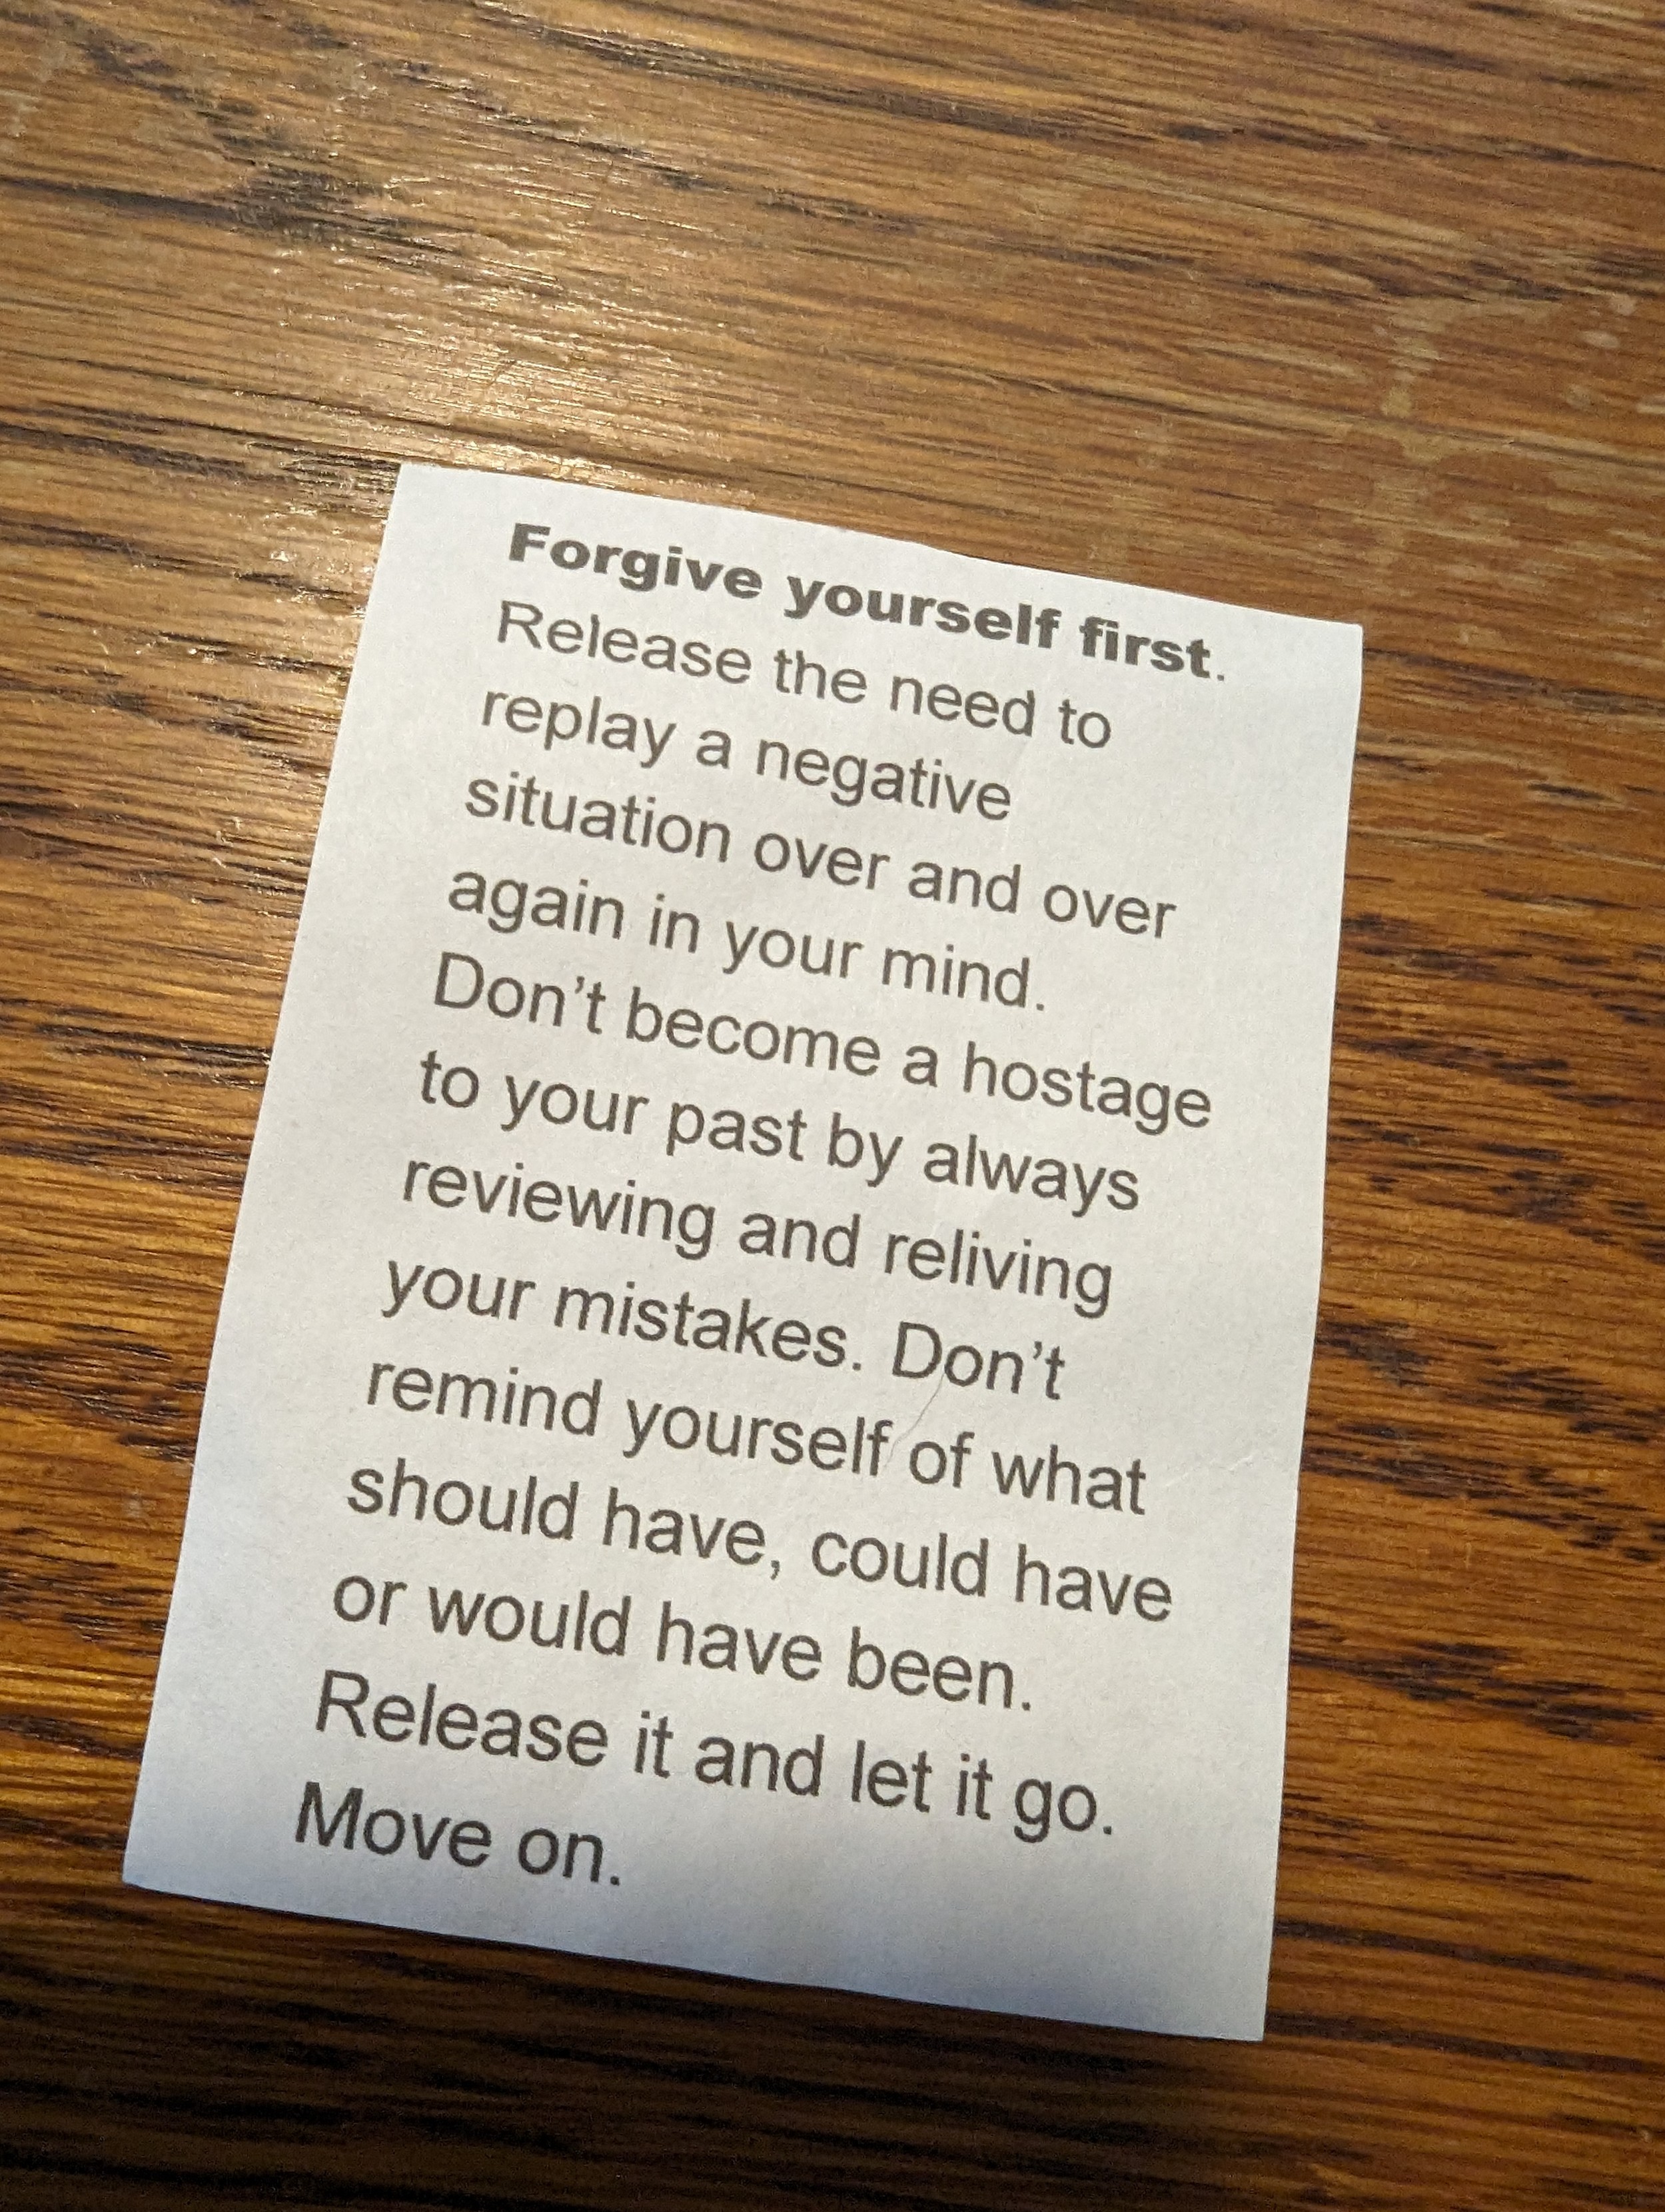 Forgive yourself first.
Release the need to
replay a negative
situation over and over
again in your mind.
Don’t become a hostage
to your past by always
reviewing and reliving
your mistakes. Don’t
remind yourself of what
should have, could have
or would have been.
Release it and let it go.
Move on.